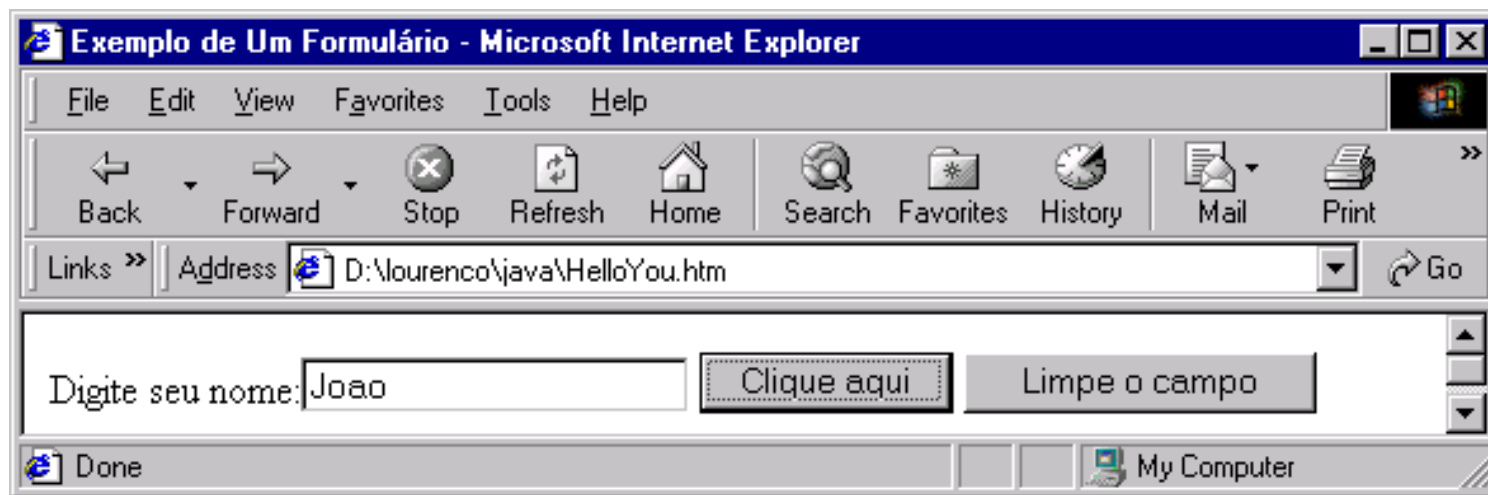 Exemplo de Um Formulário - Microsoft Internet Explorer
File Edit View Favorites Tools Help
Back Forward Stop Refresh Home Search Favorites History Mail Print »
Links » Address D:\lourenco\java\HelloYou.htm Go
Digite seu nome: Joao Clique aqui Limpe o campo
Done My Computer